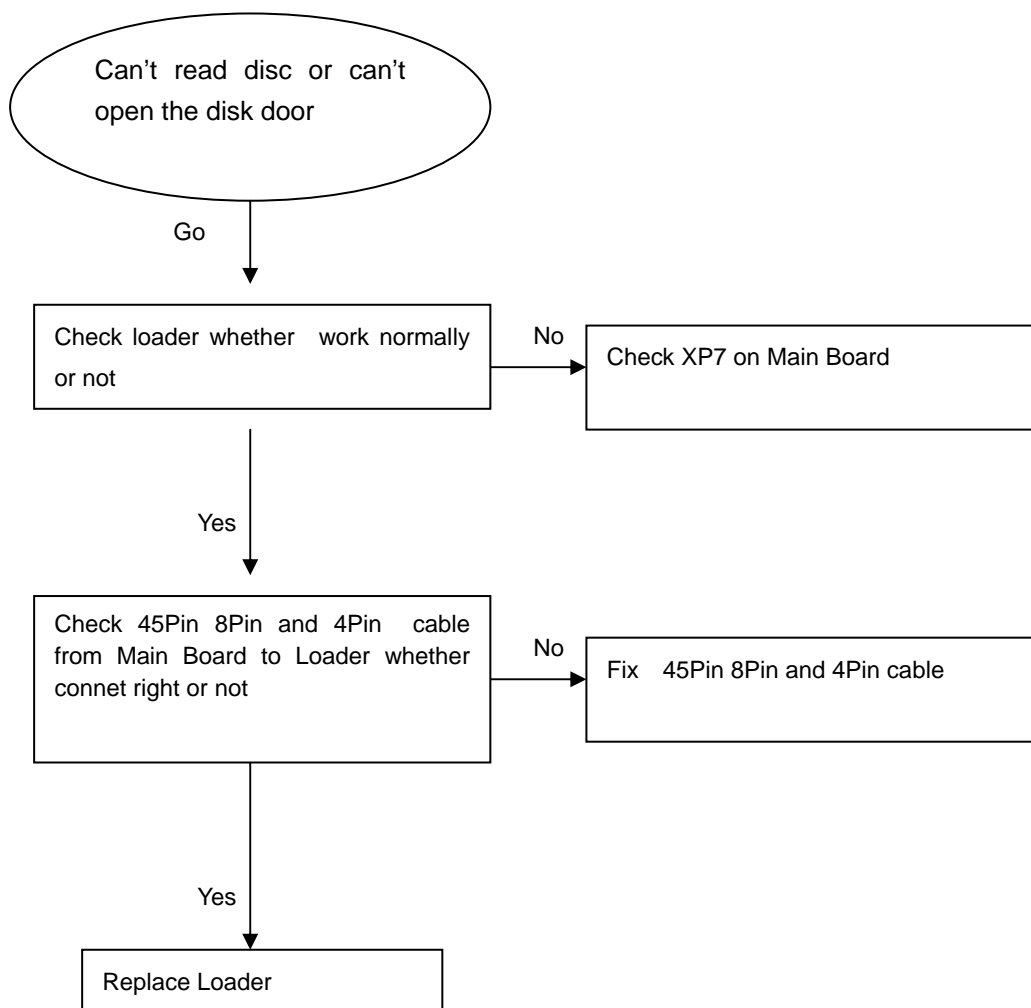 Can't read disc or can't
open the disk door
Go
Check loader whether work normally
or not
No
Check XP7 on Main Board
Yes
Check 45Pin 8Pin and 4Pin cable
from Main Board to Loader whether
connet right or not
No
Fix 45Pin 8Pin and 4Pin cable
Yes
Replace Loader